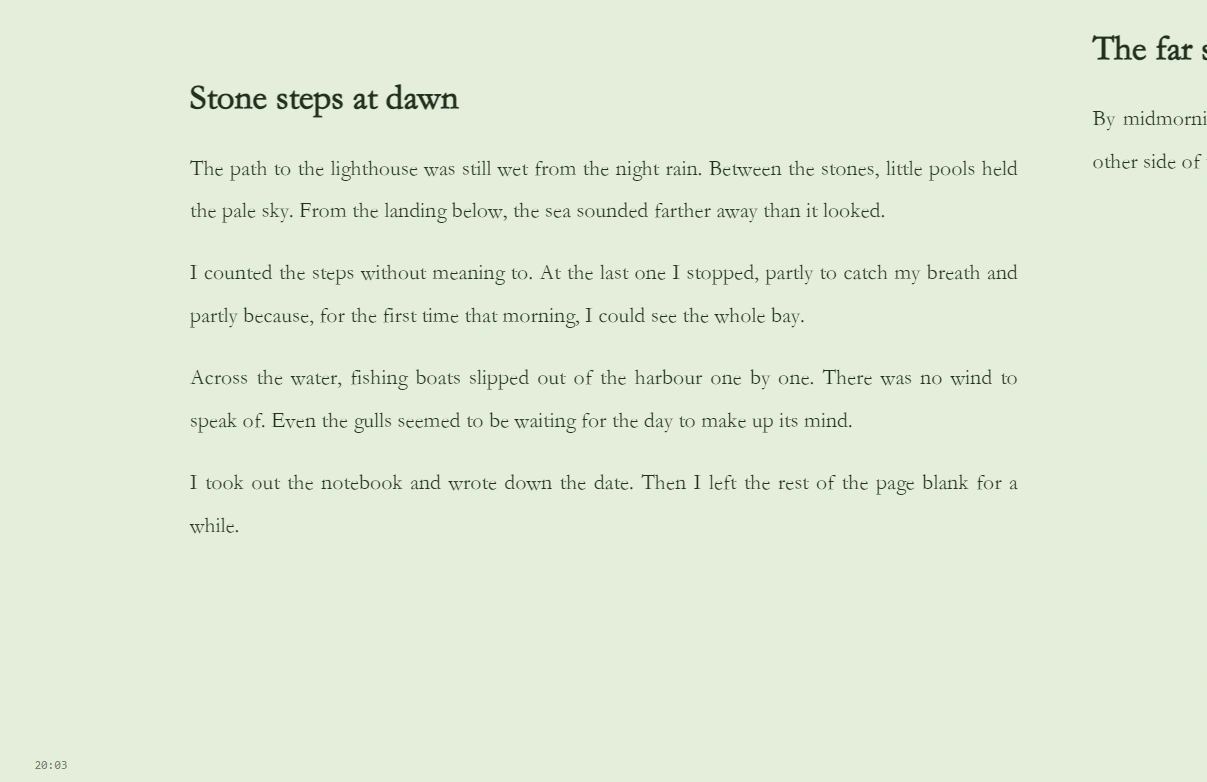 Stone steps at dawn
The path to the lighthouse was still wet from the night rain. Between the stones, little pools held
the pale sky. From the landing below, the sea sounded farther away than it looked.
I counted the steps without meaning to. At the last one I stopped, partly to catch my breath and
partly because, for the first time that morning, I could see the whole bay.
Across the water, fishing boats slipped out of the harbour one by one. There was no wind to
speak of. Even the gulls seemed to be waiting for the day to make up its mind.
I took out the notebook and wrote down the date. Then I left the rest of the page blank for a
while.
The far
By
other side of
20:03